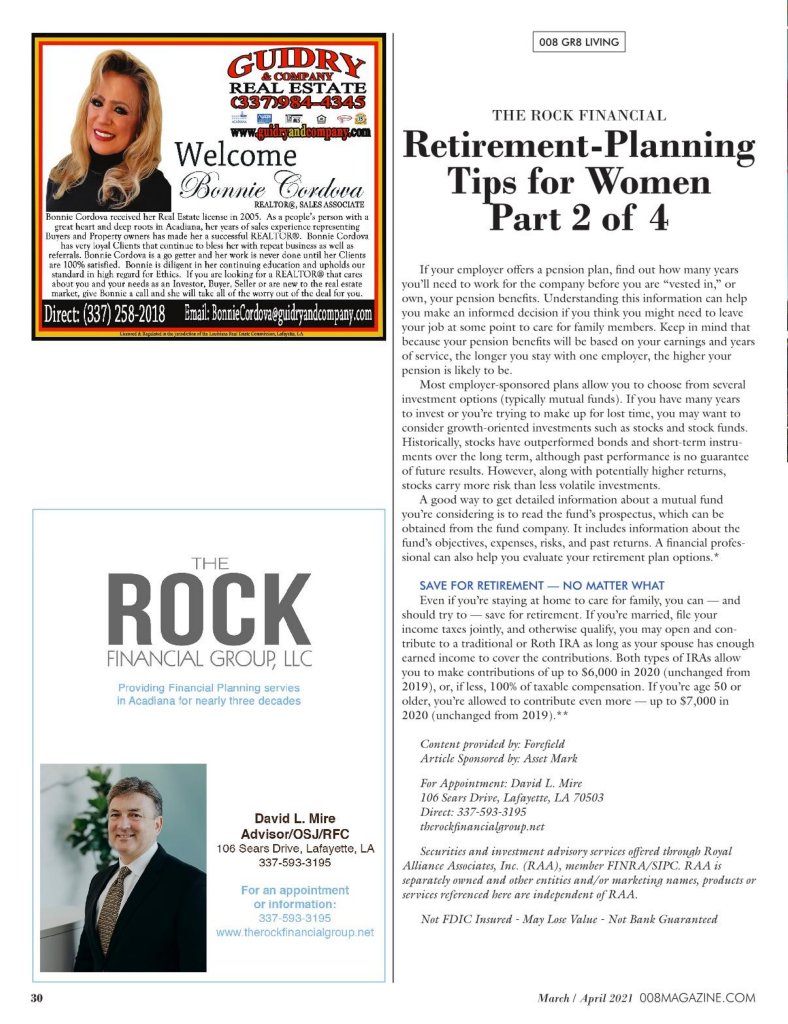 GUIDRY
& COMPANY
REAL ESTATE
(337)984-4345
www.guidryandcompany.com
Welcome
Bonnie Cordova
REALTOR®, SALES ASSOCIATE
Bonnie Cordova received her Real Estate license in 2005. As a people's person with a
great heart and deep roots in Acadiana, her years of sales experience representing
Buyers and Property owners has made her a successful REALTOR®. Bonnie Cordova
has very loyal Clients that continue to bless her with repeat business as well as
referrals. Bonnie Cordova is a go getter and her work is never done until her Clients
are 100% satisfied. Bonnie is diligent in her continuing education and upholds our
standard in high regard for Ethics. If you are looking for a REALTOR® that cares
about you and your needs as an Investor, Buyer, Seller or are new to the real estate
market, give Bonnie a call and she will take all of the worry out of the deal for you.
Direct: (337) 258-2018 Email: BonnieCordova@guidryandcompany.com
Licensed & Regulated in the jurisdiction of the Louisiana Real Estate Commission, Lafayette, LA
THE
ROCK
FINANCIAL GROUP, LLC
Providing Financial Planning servies
in Acadiana for nearly three decades
David L. Mire
Advisor/OSJ/RFC
106 Sears Drive, Lafayette, LA
337-593-3195
For an appointment
or information:
337-593-3195
www.therockfinancialgroup.net
008 GR8 LIVING
THE ROCK FINANCIAL
Retirement-Planning
Tips for Women
Part 2 of 4
If your employer offers a pension plan, find out how many years
you'll need to work for the company before you are “vested in,” or
own, your pension benefits. Understanding this information can help
you make an informed decision if you think you might need to leave
your job at some point to care for family members. Keep in mind that
because your pension benefits will be based on your earnings and years
of service, the longer you stay with one employer, the higher your
pension is likely to be.
Most employer-sponsored plans allow you to choose from several
investment options (typically mutual funds). If you have many years
to invest or you're trying to make up for lost time, you may want to
consider growth-oriented investments such as stocks and stock funds.
Historically, stocks have outperformed bonds and short-term instru-
ments over the long term, although past performance is no guarantee
of future results. However, along with potentially higher returns,
stocks carry more risk than less volatile investments.
A good way to get detailed information about a mutual fund
you're considering is to read the fund's prospectus, which can be
obtained from the fund company. It includes information about the
fund's objectives, expenses, risks, and past returns. A financial profes-
sional can also help you evaluate your retirement plan options.*
SAVE FOR RETIREMENT — NO MATTER WHAT
Even if you're staying at home to care for family, you can — and
should try to — save for retirement. If you're married, file your
income taxes jointly, and otherwise qualify, you may open and con-
tribute to a traditional or Roth IRA as long as your spouse has enough
earned income to cover the contributions. Both types of IRAs allow
you to make contributions of up to $6,000 in 2020 (unchanged from
2019), or, if less, 100% of taxable compensation. If you're age 50 or
older, you're allowed to contribute even more — up to $7,000 in
2020 (unchanged from 2019).**
Content provided by: Forefield
Article Sponsored by: Asset Mark
For Appointment: David L. Mire
106 Sears Drive, Lafayette, LA 70503
Direct: 337-593-3195
therockfinancialgroup.net
Securities and investment advisory services offered through Royal
Alliance Associates, Inc. (RAA), member FINRA/SIPC. RAA is
separately owned and other entities and/or marketing names, products or
services referenced here are independent of RAA.
Not FDIC Insured - May Lose Value - Not Bank Guaranteed
30
March / April 2021 008MAGAZINE.COM